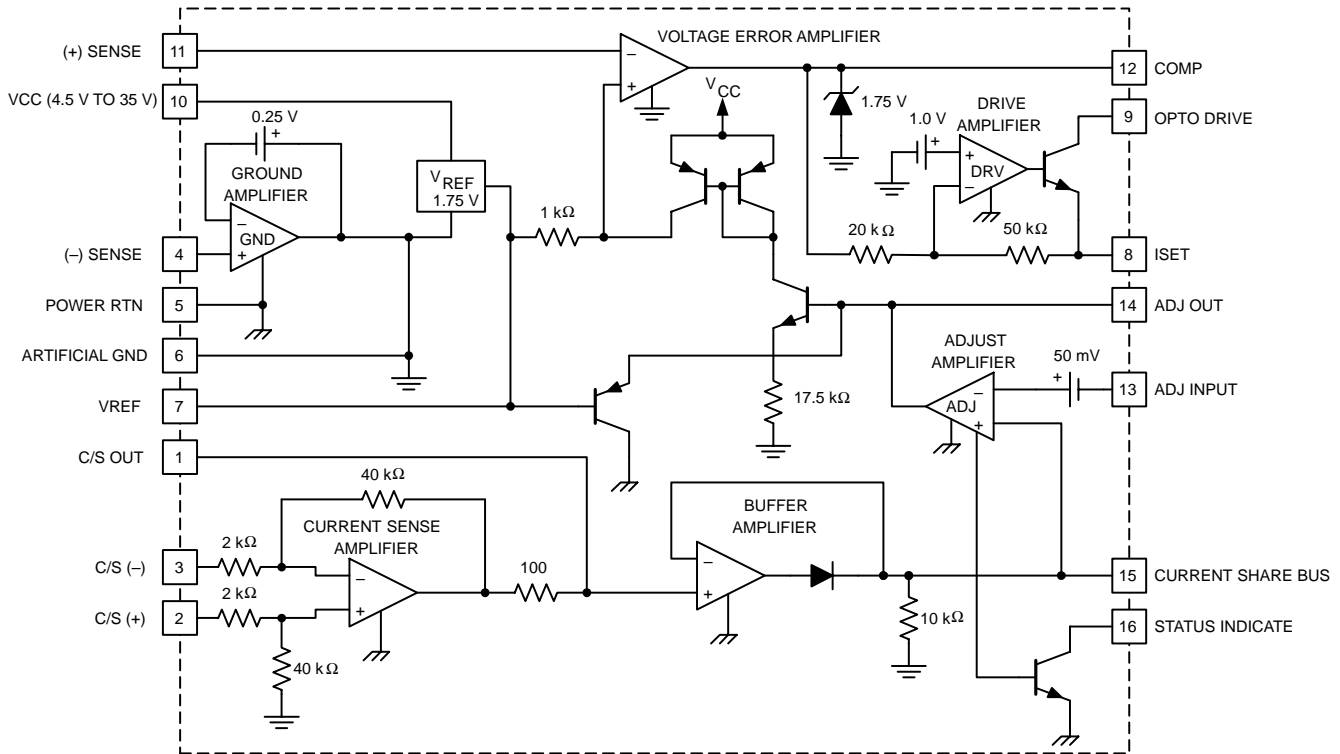 (+) SENSE
11
VOLTAGE ERROR AMPLIFIER
–
+
12
COMP
VCC (4.5 V TO 35 V)
10
0.25 V
+
VCC
1.75 V
1.0 V
+
DRIVE
AMPLIFIER
+
DRV
–
9
OPTO DRIVE
GROUND
AMPLIFIER
–
GND
+
VREF
1.75 V
1 kΩ
20 kΩ
50 kΩ
(–) SENSE
4
8
ISET
POWER RTN
5
14
ADJ OUT
ARTIFICIAL GND
6
ADJUST
AMPLIFIER
–
ADJ
+
50 mV
+
13
ADJ INPUT
VREF
7
17.5 kΩ
C/S OUT
1
40 kΩ
CURRENT SENSE
AMPLIFIER
–
+
BUFFER
AMPLIFIER
–
+
C/S (–)
3
2 kΩ
100
15
CURRENT SHARE BUS
C/S (+)
2
2 kΩ
10 kΩ
16
STATUS INDICATE
40 kΩ